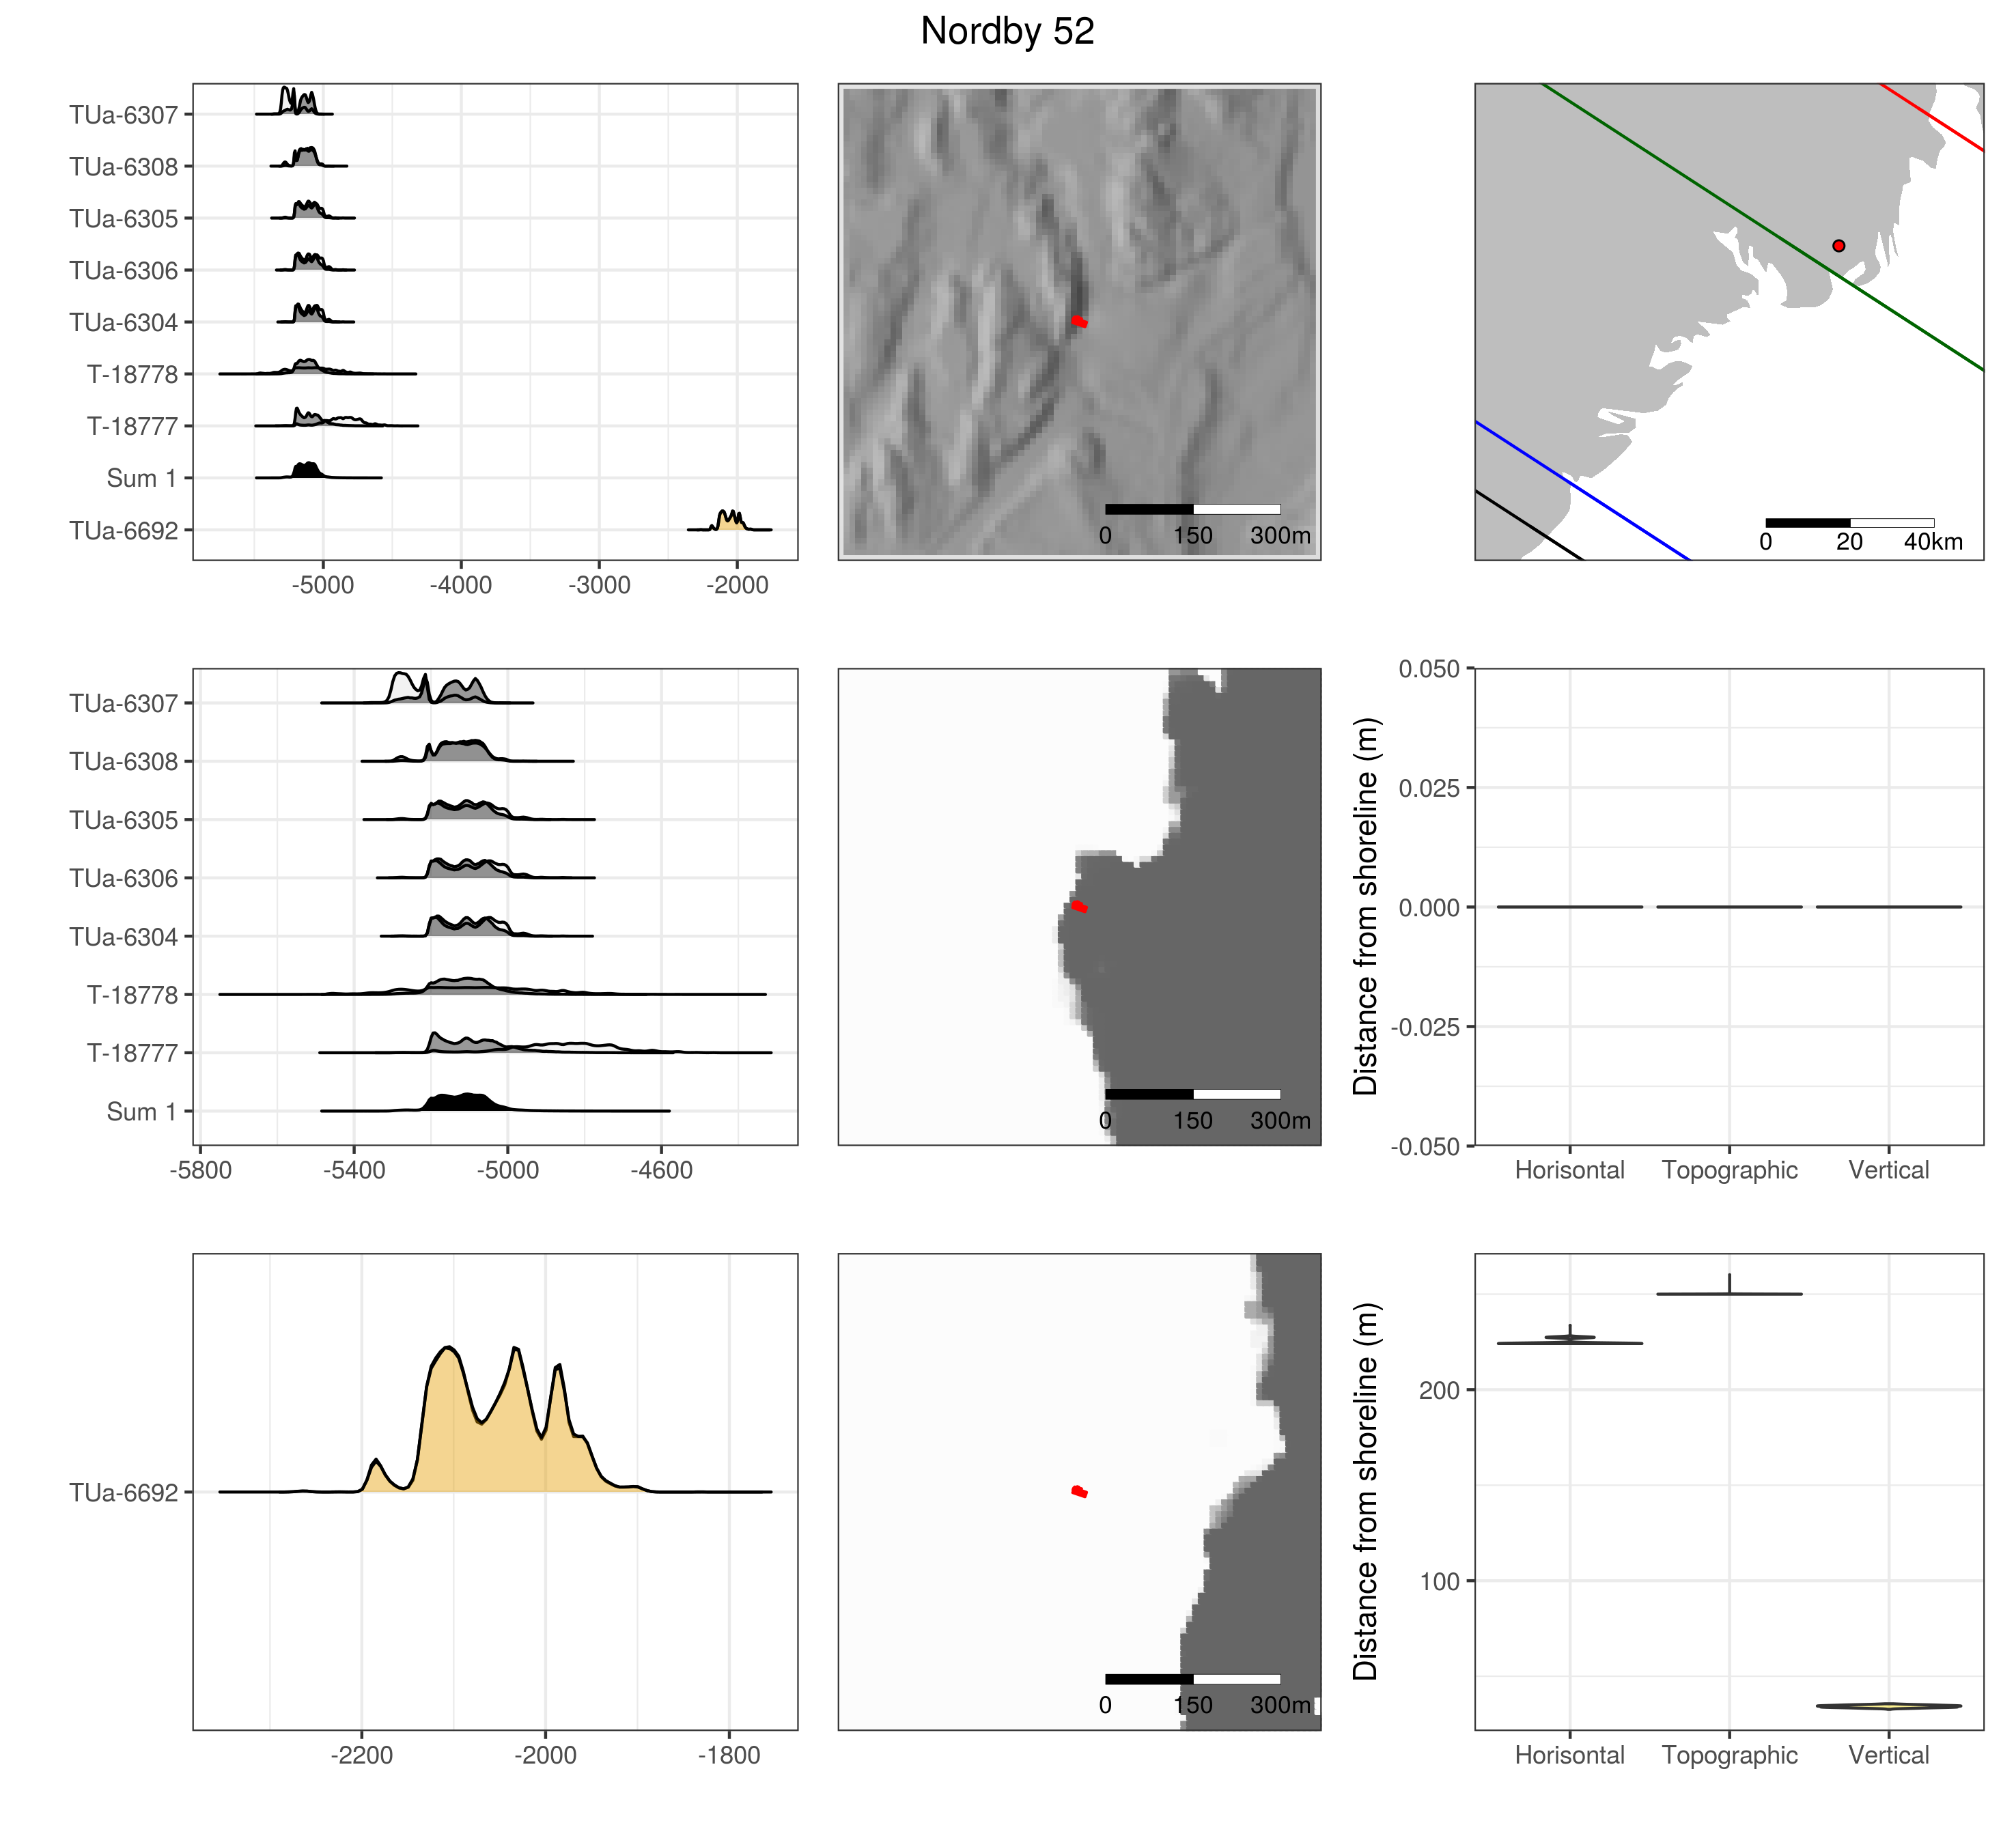 Nordby 52
TUa-6307
TUa-6308
TUa-6305
TUa-6306
TUa-6304
T-18778
T-18777
Sum 1
TUa-6692
-5000 -4000 -3000 -2000
0 150 300m
0 20 40km
TUa-6307
TUa-6308
TUa-6305
TUa-6306
TUa-6304
T-18778
T-18777
Sum 1
-5800 -5400 -5000 -4600
0 150 300m
Distance from shoreline (m)
0.050
0.025
0.000
-0.025
-0.050
Horisontal Topographic Vertical
TUa-6692
-2200 -2000 -1800
0 150 300m
Distance from shoreline (m)
200
100
Horisontal Topographic Vertical